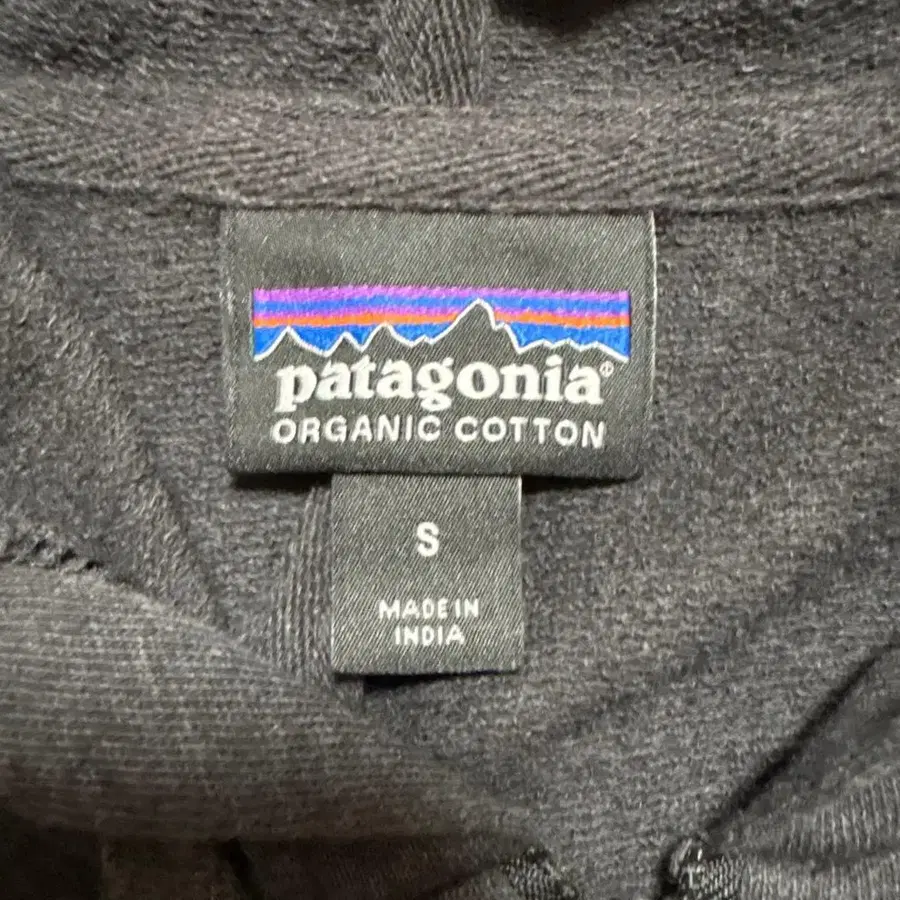 patagonia®
ORGANIC COTTON
S
MADE IN
INDIA